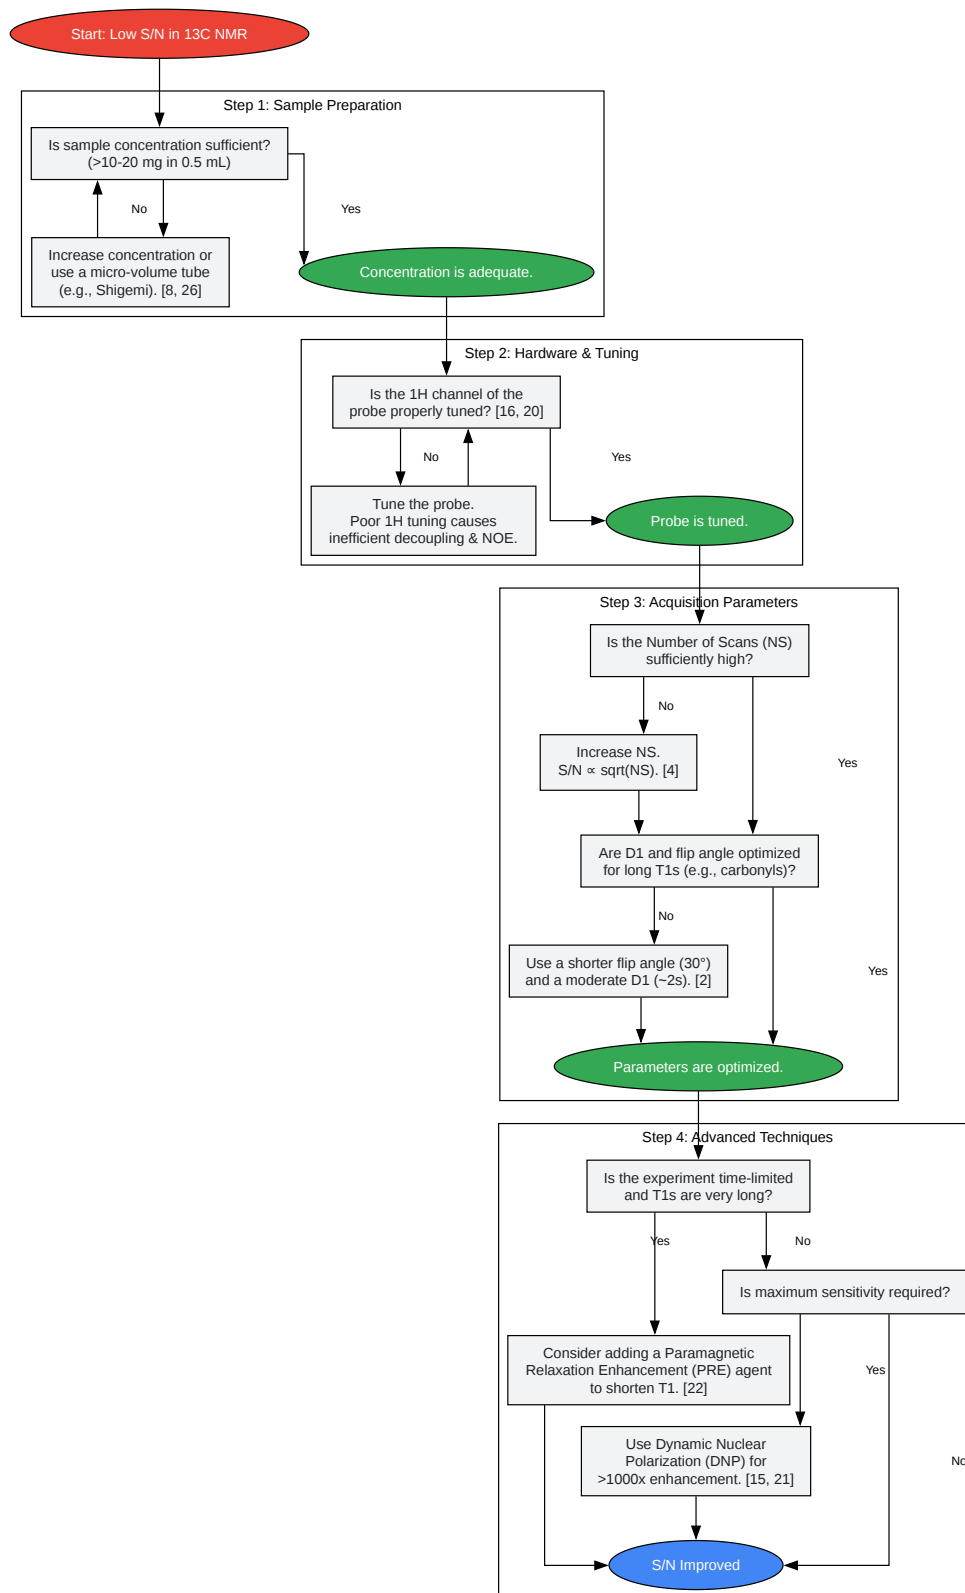 Start: Low S/N in 13C NMR
Step 1: Sample Preparation
Is sample concentration sufficient?
(>10-20 mg in 0.5 mL)
No
Yes
Increase concentration or
use a micro-volume tube
(e.g., Shigemi). [8, 26]
Concentration is adequate.
Step 2: Hardware & Tuning
Is the 1H channel of the
probe properly tuned? [16, 20]
No
Yes
Tune the probe.
Poor 1H tuning causes
inefficient decoupling & NOE.
Probe is tuned.
Step 3: Acquisition Parameters
Is the Number of Scans (NS)
sufficiently high?
No
Increase NS.
S/N ∝ sqrt(NS). [4]
Yes
Are D1 and flip angle optimized
for long T1s (e.g., carbonyls)?
No
Use a shorter flip angle (30°)
and a moderate D1 (~2s). [2]
Yes
Parameters are optimized.
Step 4: Advanced Techniques
Is the experiment time-limited
and T1s are very long?
Yes
No
Is maximum sensitivity required?
Consider adding a Paramagnetic
Relaxation Enhancement (PRE) agent
to shorten T1. [22]
Yes
Use Dynamic Nuclear
Polarization (DNP) for
>1000x enhancement. [15, 21]
No
S/N Improved